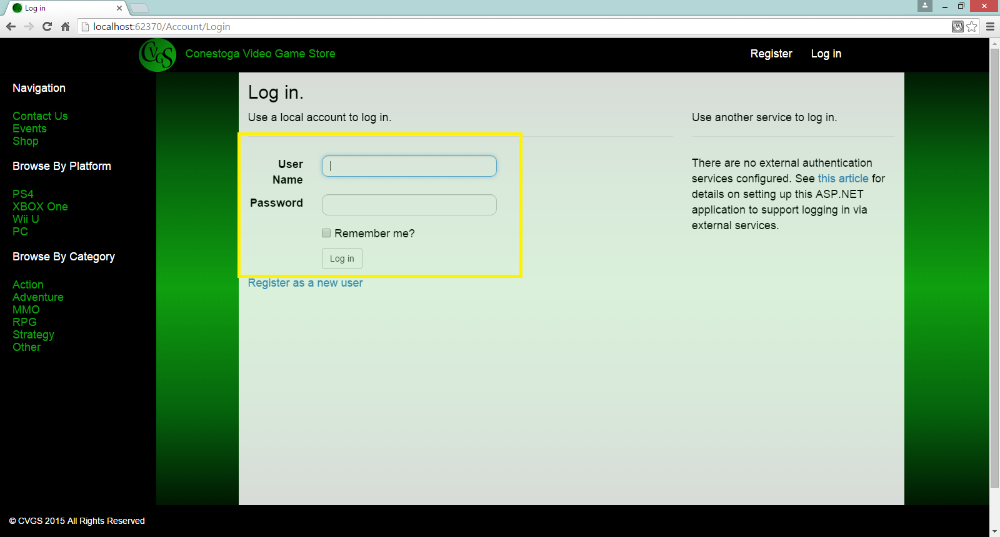 Log in
localhost:62370/Account/Login
CVGS
Conestoga Video Game Store
Register
Log in
Navigation
Contact Us
Events
Shop
Browse By Platform
PS4
XBOX One
Wii U
PC
Browse By Category
Action
Adventure
MMO
RPG
Strategy
Other
Log in.
Use a local account to log in.
User
Name
Password
Remember me?
Log in
Register as a new user
Use another service to log in.
There are no external authentication
services configured. See this article for
details on setting up this ASP.NET
application to support logging in via
external services.
© CVGS 2015 All Rights Reserved